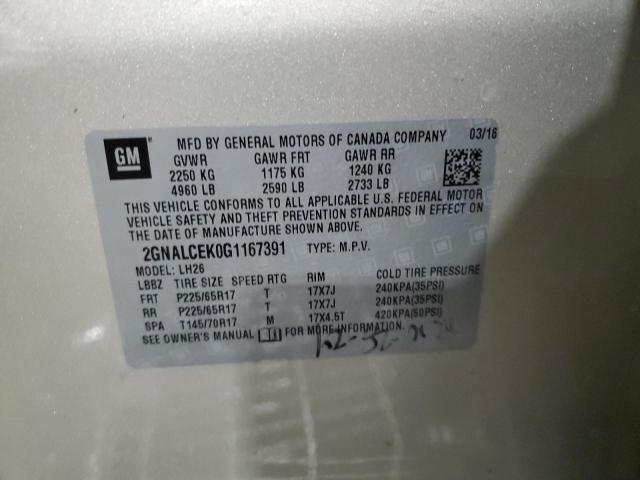 GM MFD BY GENERAL MOTORS OF CANADA COMPANY 03/16
GVWR GAWR FRT GAWR RR
2250 KG 1175 KG 1240 KG
4960 LB 2590 LB 2733 LB
THIS VEHICLE CONFORMS TO ALL APPLICABLE U.S. FEDERAL MOTOR
VEHICLE SAFETY AND THEFT PREVENTION STANDARDS IN EFFECT ON
THE DATE OF MANUFACTURE SHOWN ABOVE.
2GNALCEK0G1167391 TYPE: M.P.V.
MODEL: LH26
LBBZ TIRE SIZE SPEED RTG RIM COLD TIRE PRESSURE
FRT P225/65R17 T 17X7J 240KPA(35PSI)
RR P225/65R17 T 17X7J 240KPA(35PSI)
SPA T145/70R17 M 17X4.5T 420KPA(60PSI)
SEE OWNER'S MANUAL FOR MORE INFORMATION